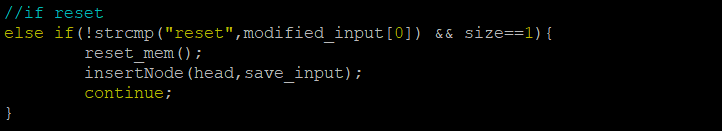 //if reset
else if(!strcmp("reset",modified_input[0]) && size==1){
        reset_mem();
        insertNode(head,save_input);
        continue;
}